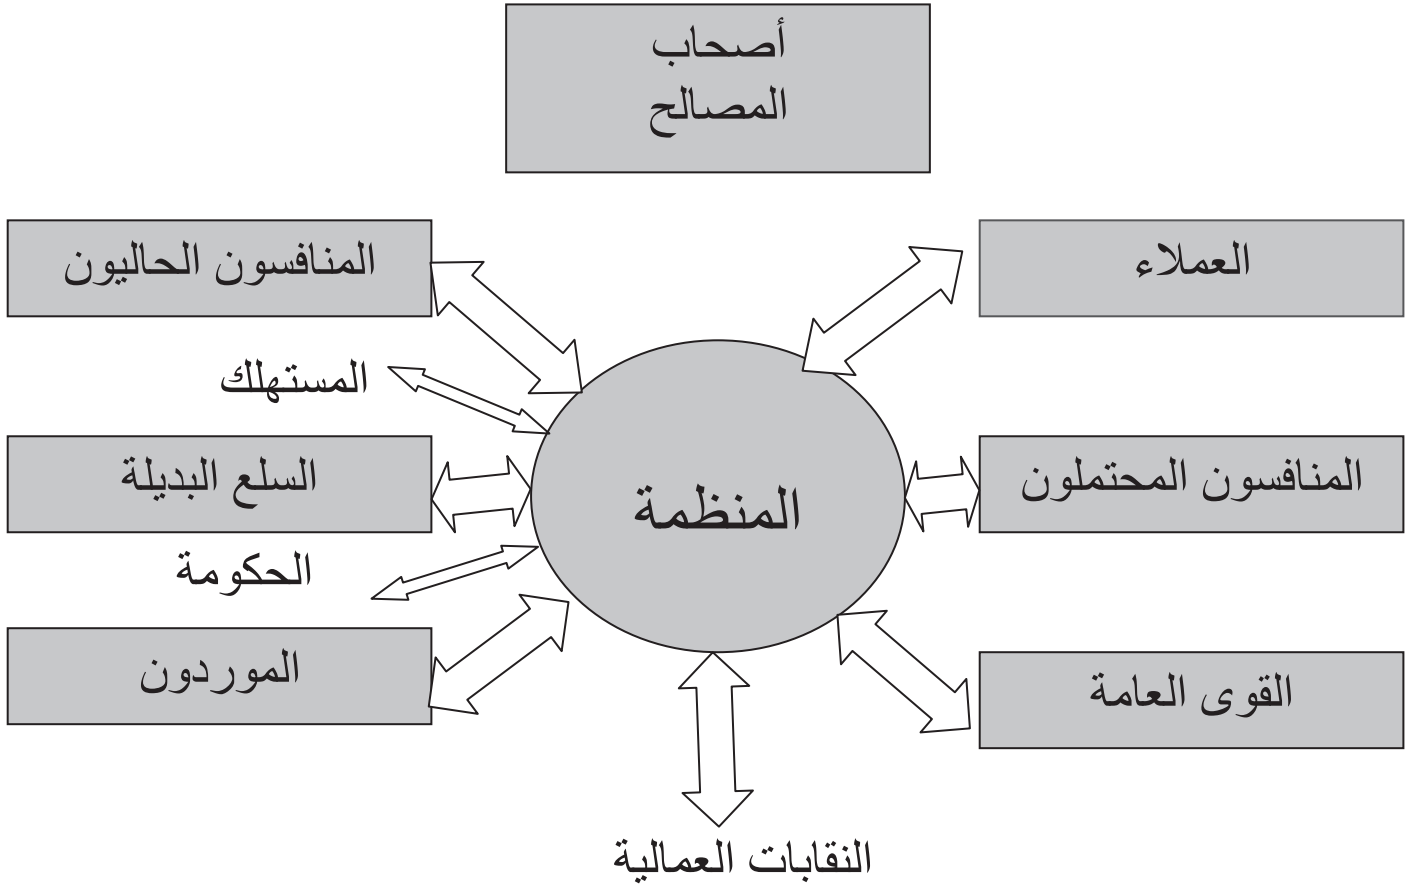 أصحاب
المصالح
العملاء
المنافسون الحاليون
المستهلك
المنافسون المحتملون
السلع البديلة
المنظمة
الحكومة
الموردون
القوى العامة
النقابات العمالية